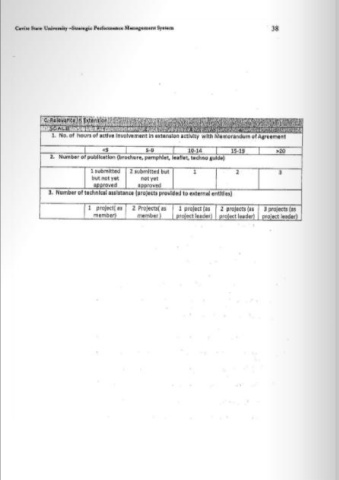 Cavite State University -Strategic Performance Management System 38
C. Relevance in Extension
SCALE
1. No. of hours of active involvement in extension activity with Memorandum of Agreement
<5 5-9 10-14 15-19 >20
2. Number of publication (brochure, pamphlet, leaflet, techno guide)
1 submitted but not yet approved 2 submitted but not yet approved 1 2 3
3. Number of technical assistance (projects provided to external entities)
1 project( as member) 2 Projects( as member ) 1 project (as project leader) 2 projects (as project leader) 3 projects (as project leader)